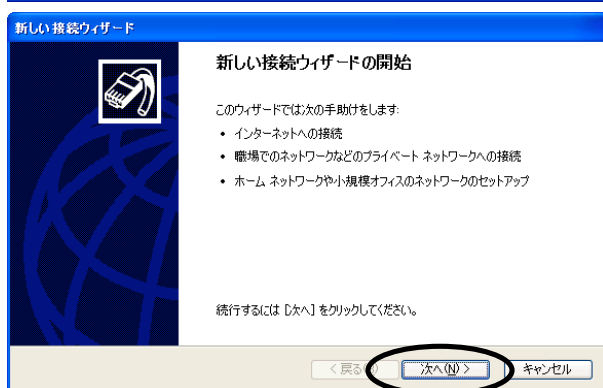 新しい接続ウィザード
新しい接続ウィザードの開始
このウィザードでは次の手助けをします:
• インターネットへの接続
• 職場でのネットワークなどのプライベート ネットワークへの接続
• ホーム ネットワークや小規模オフィスのネットワークのセットアップ
続行するには [次へ] をクリックしてください。
< 戻る 次へ(N) > キャンセル